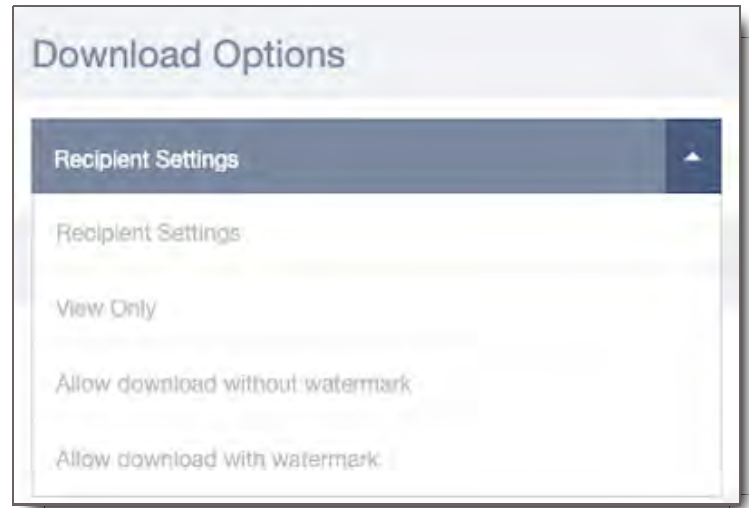 Download Options
Recipient Settings
Recipient Settings
View Only
Allow download without watermark
Allow download with watermark